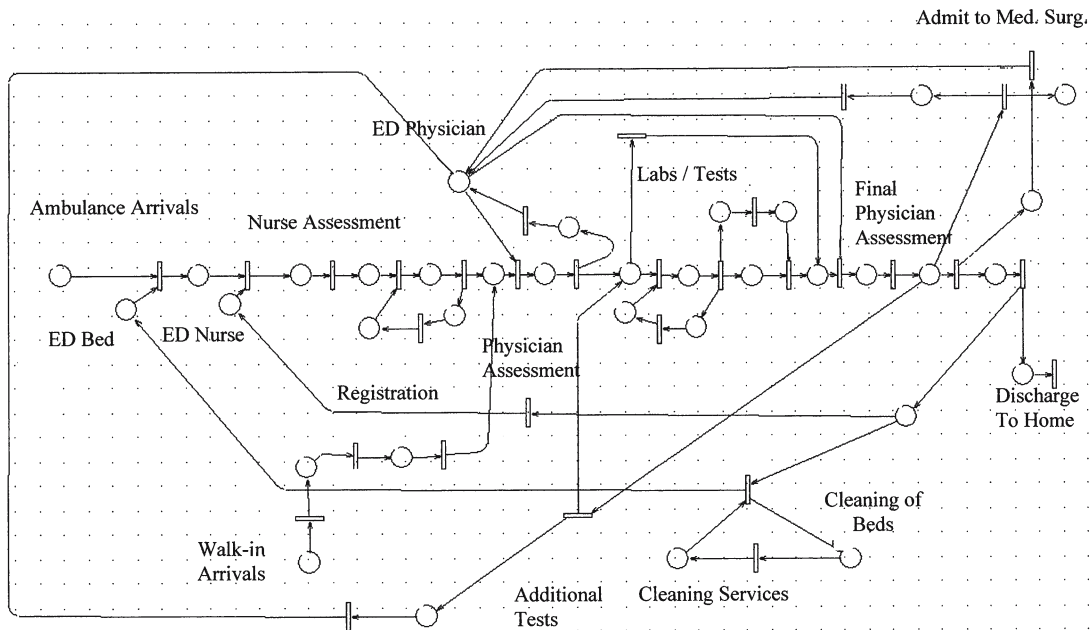 Admit to Med. Surg.
ED Physician
Labs / Tests
Final
Physician
Assessment
Ambulance Arrivals
Nurse Assessment
ED Bed
ED Nurse
Physician
Assessment
Registration
Discharge
To Home
Walk-in
Arrivals
Cleaning of
Beds
Additional
Tests
Cleaning Services